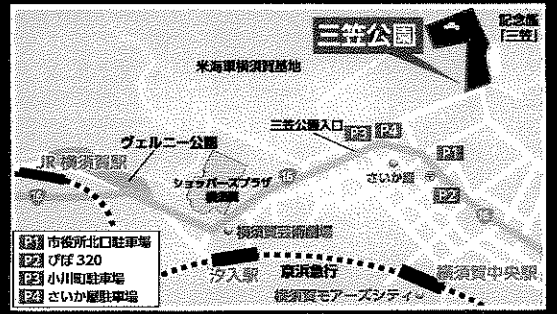 三笠公園
記念艦
「三笠」
米海軍横須賀基地
三笠公園入口
P3 P4
ヴェルニー公園
P1
JR 横須賀駅
さいか屋
ショッパーズプラザ
横須賀
16
P2
16
16
横須賀芸術劇場
P1 市役所北口駐車場
P2 ぴぽ 320
P3 小川町駐車場
P4 さいか屋駐車場
汐入駅
京浜急行
横須賀中央駅
横須賀モアーズシティ